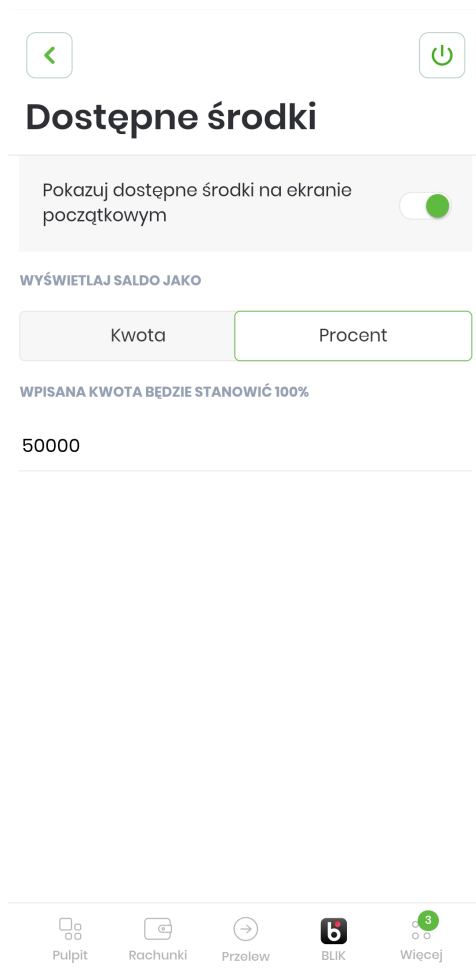 Dostępne środki
Pokazuj dostępne środki na ekranie
początkowym
WYŚWIETLAJ SALDO JAKO
Kwota Procent
WPISANA KWOTA BĘDZIE STANOWIĆ 100%
50000
3
Pulpit Rachunki Przelew BLIK Więcej